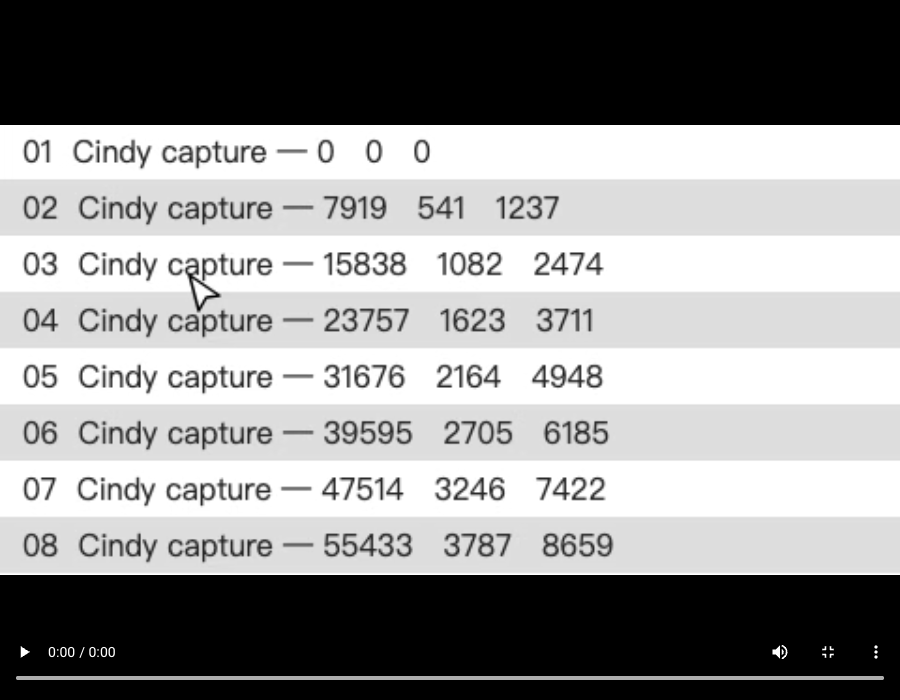 01 Cindy capture — 0 0 0
02 Cindy capture — 7919 541 1237
03 Cindy capture — 15838 1082 2474
04 Cindy capture — 23757 1623 3711
05 Cindy capture — 31676 2164 4948
06 Cindy capture — 39595 2705 6185
07 Cindy capture — 47514 3246 7422
08 Cindy capture — 55433 3787 8659
0:00 / 0:00